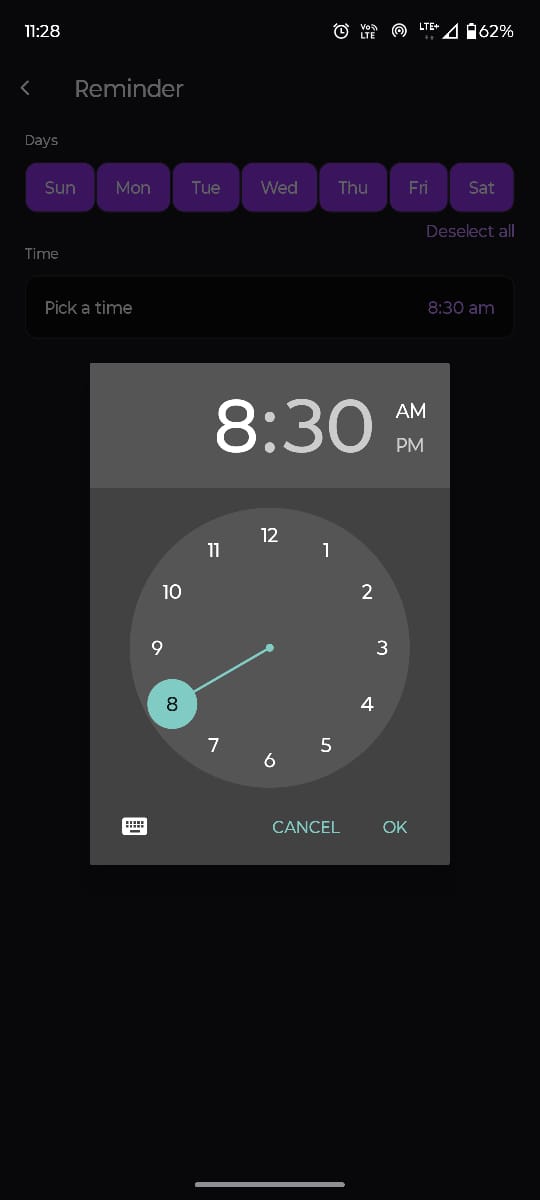 11:28 Vo LTE LTE+ 62%
Reminder
Days
Sun Mon Tue Wed Thu Fri Sat
Deselect all
Time
Pick a time 8:30 am
8:30 AM
PM
12
11 1
10 2
9 3
8 4
7 5
6
CANCEL OK